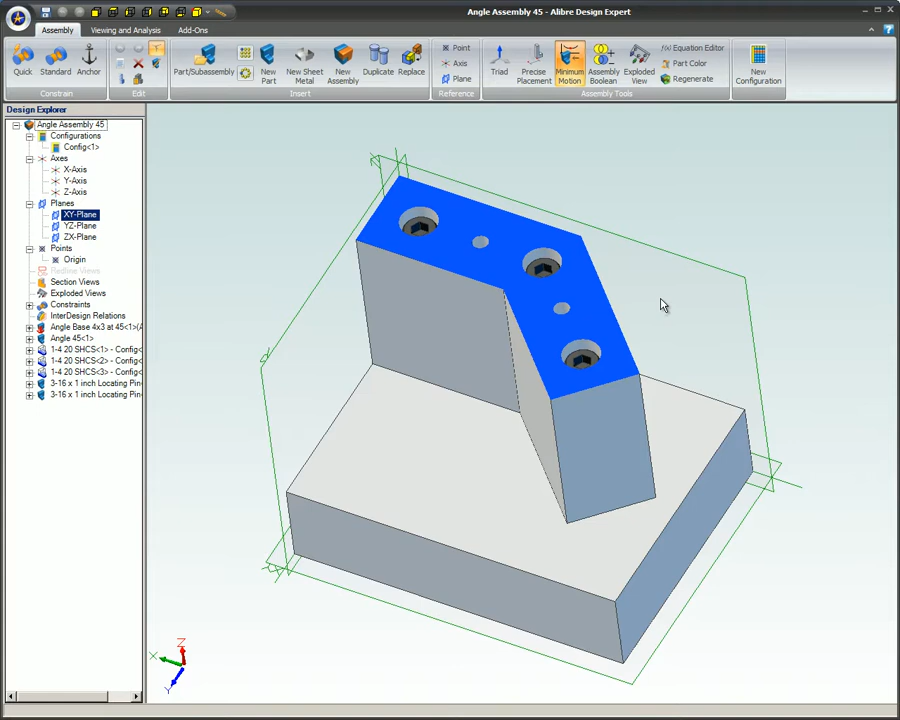 Angle Assembly 45 - Alibre Design Expert
Assembly
Viewing and Analysis
Add-Ons
Quick
Standard
Anchor
Part/Subassembly
New Part
New Sheet Metal
New Assembly
Duplicate
Replace
Point
Axis
Plane
Triad
Precise Placement
Minimum Motion
Assembly Boolean
Exploded View
f(x) Equation Editor
Part Color
Regenerate
New Configuration
Constrain
Edit
Insert
Reference
Assembly Tools
Design Explorer
Angle Assembly 45
Configurations
Config<1>
Axes
X-Axis
Y-Axis
Z-Axis
Planes
XY-Plane
YZ-Plane
ZX-Plane
Points
Origin
Redline Views
Section Views
Exploded Views
Constraints
InterDesign Relations
Angle Base 4x3 at 45<1>(A
Angle 45<1>
1-4 20 SHCS<1> - Config<
1-4 20 SHCS<2> - Config<
1-4 20 SHCS<3> - Config<
3-16 x 1 inch Locating Pin
3-16 x 1 inch Locating Pin
Z
X
Y